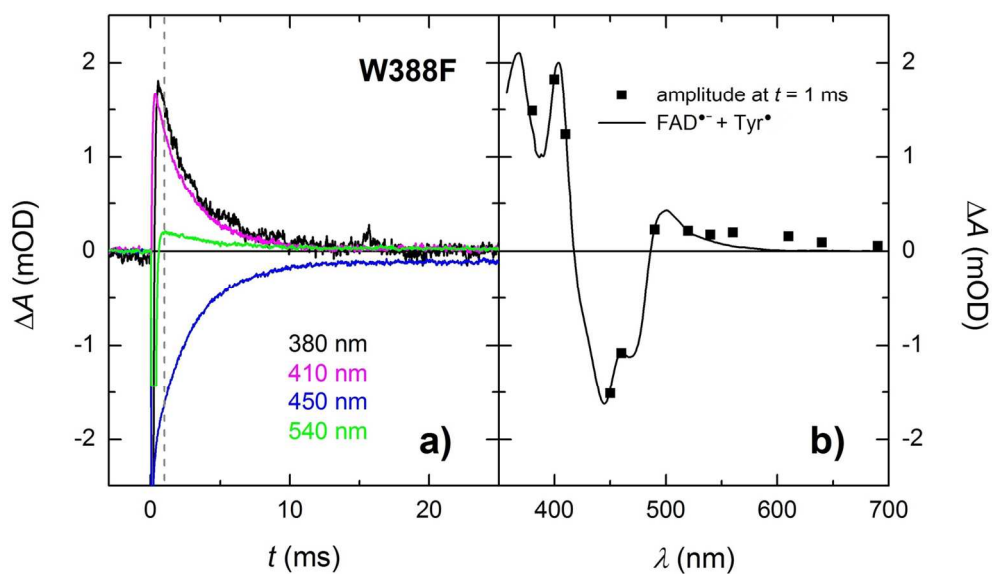 W388F
2
1
0
-1
-2
ΔA (mOD)
380 nm
410 nm
450 nm
540 nm
a)
0
10
20
t (ms)
amplitude at t = 1 ms
FAD•− + Tyr•
b)
400
500
600
700
λ (nm)
2
1
0
-1
-2
ΔA (mOD)